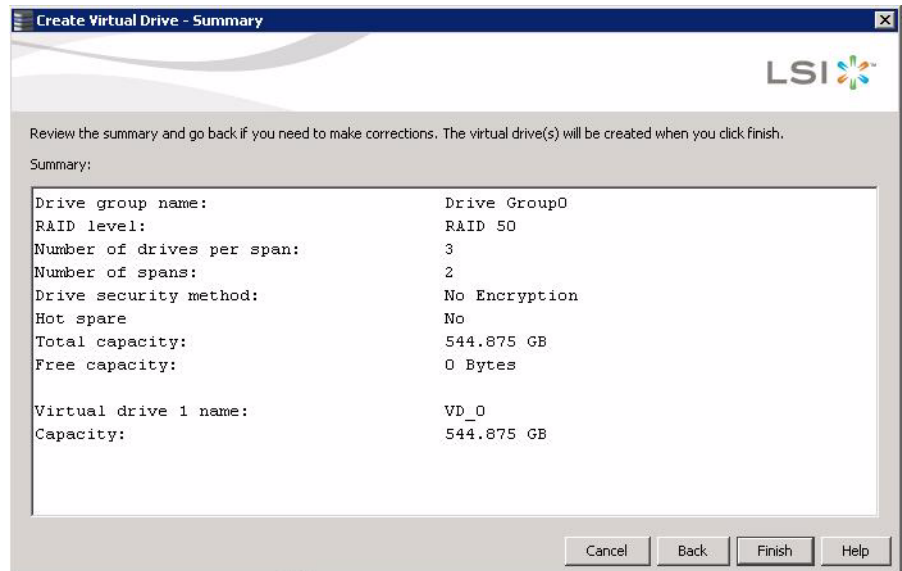 Create Virtual Drive - Summary
LSI
Review the summary and go back if you need to make corrections. The virtual drive(s) will be created when you click finish.
Summary:
Drive group name: Drive Group0
RAID level: RAID 50
Number of drives per span: 3
Number of spans: 2
Drive security method: No Encryption
Hot spare No
Total capacity: 544.875 GB
Free capacity: 0 Bytes
Virtual drive 1 name: VD_0
Capacity: 544.875 GB
Cancel Back Finish Help